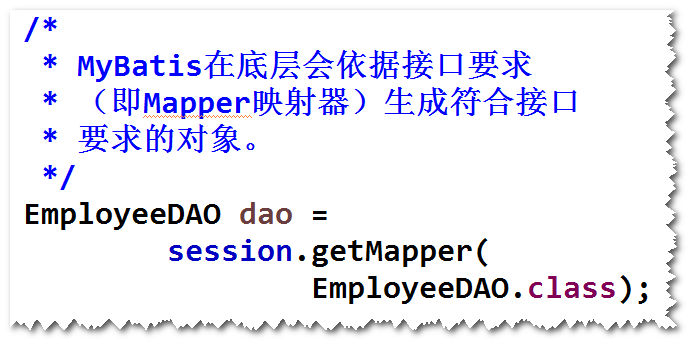 /*
 * MyBatis在底层会依据接口要求
 * （即Mapper映射器）生成符合接口
 * 要求的对象。
 */
EmployeeDAO dao =
        session.getMapper(
                EmployeeDAO.class);